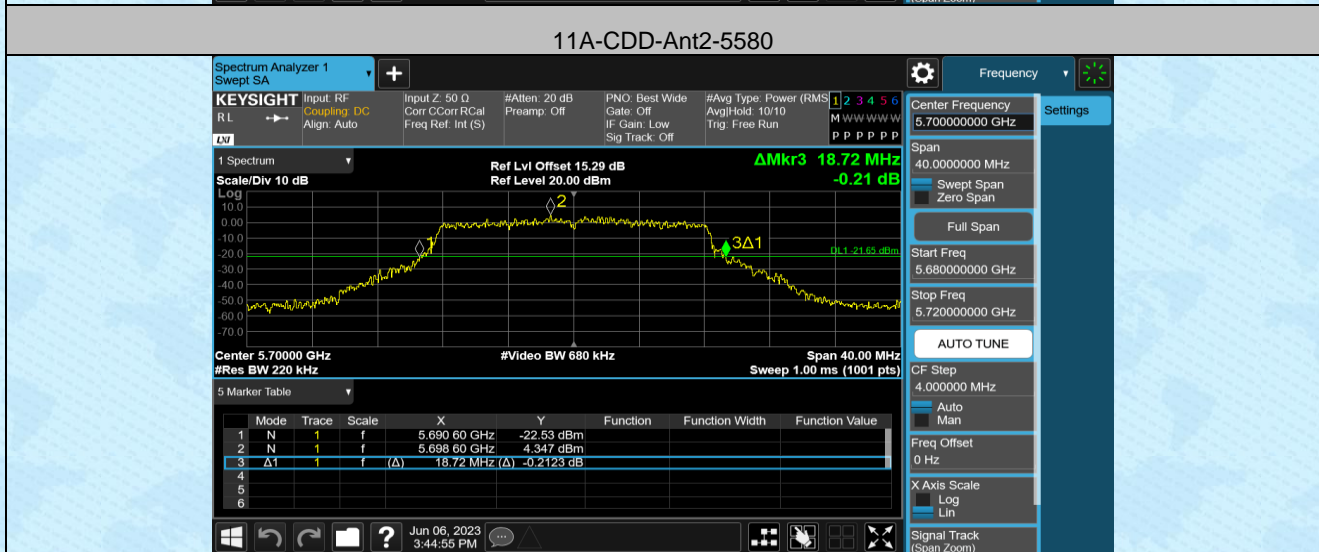 (Span Zoom)
11A-CDD-Ant2-5580
Spectrum Analyzer 1
Swept SA
+
Frequency
KEYSIGHT
RL
LXI
Input: RF
Coupling: DC
Align: Auto
Input Z: 50 Ω
Corr CCorr RCal
Freq Ref: Int (S)
#Atten: 20 dB
Preamp: Off
PNO: Best Wide
Gate: Off
IF Gain: Low
Sig Track: Off
#Avg Type: Power (RMS
Avg|Hold: 10/10
Trig: Free Run
1 2 3 4 5 6
M W W W W W
P P P P P P
Center Frequency
5.700000000 GHz
Settings
Span
40.0000000 MHz
Swept Span
Zero Span
Full Span
Start Freq
5.680000000 GHz
Stop Freq
5.720000000 GHz
AUTO TUNE
CF Step
4.000000 MHz
Auto
Man
Freq Offset
0 Hz
X Axis Scale
Log
Lin
Signal Track
(Span Zoom)
1 Spectrum
Scale/Div 10 dB
Ref Lvl Offset 15.29 dB
Ref Level 20.00 dBm
ΔMkr3 18.72 MHz
-0.21 dB
Log
10.0
0.00
-10.0
-20.0
-30.0
-40.0
-50.0
-60.0
-70.0
1
2
3Δ1
DL1 -21.65 dBm
Center 5.70000 GHz
#Video BW 680 kHz
Span 40.00 MHz
#Res BW 220 kHz
Sweep 1.00 ms (1001 pts)
5 Marker Table
Mode Trace Scale X Y Function Function Width Function Value
1 N 1 f 5.690 60 GHz -22.53 dBm
2 N 1 f 5.698 60 GHz 4.347 dBm
3 Δ1 1 f (Δ) 18.72 MHz (Δ) -0.2123 dB
4
5
6
?
Jun 06, 2023
3:44:55 PM